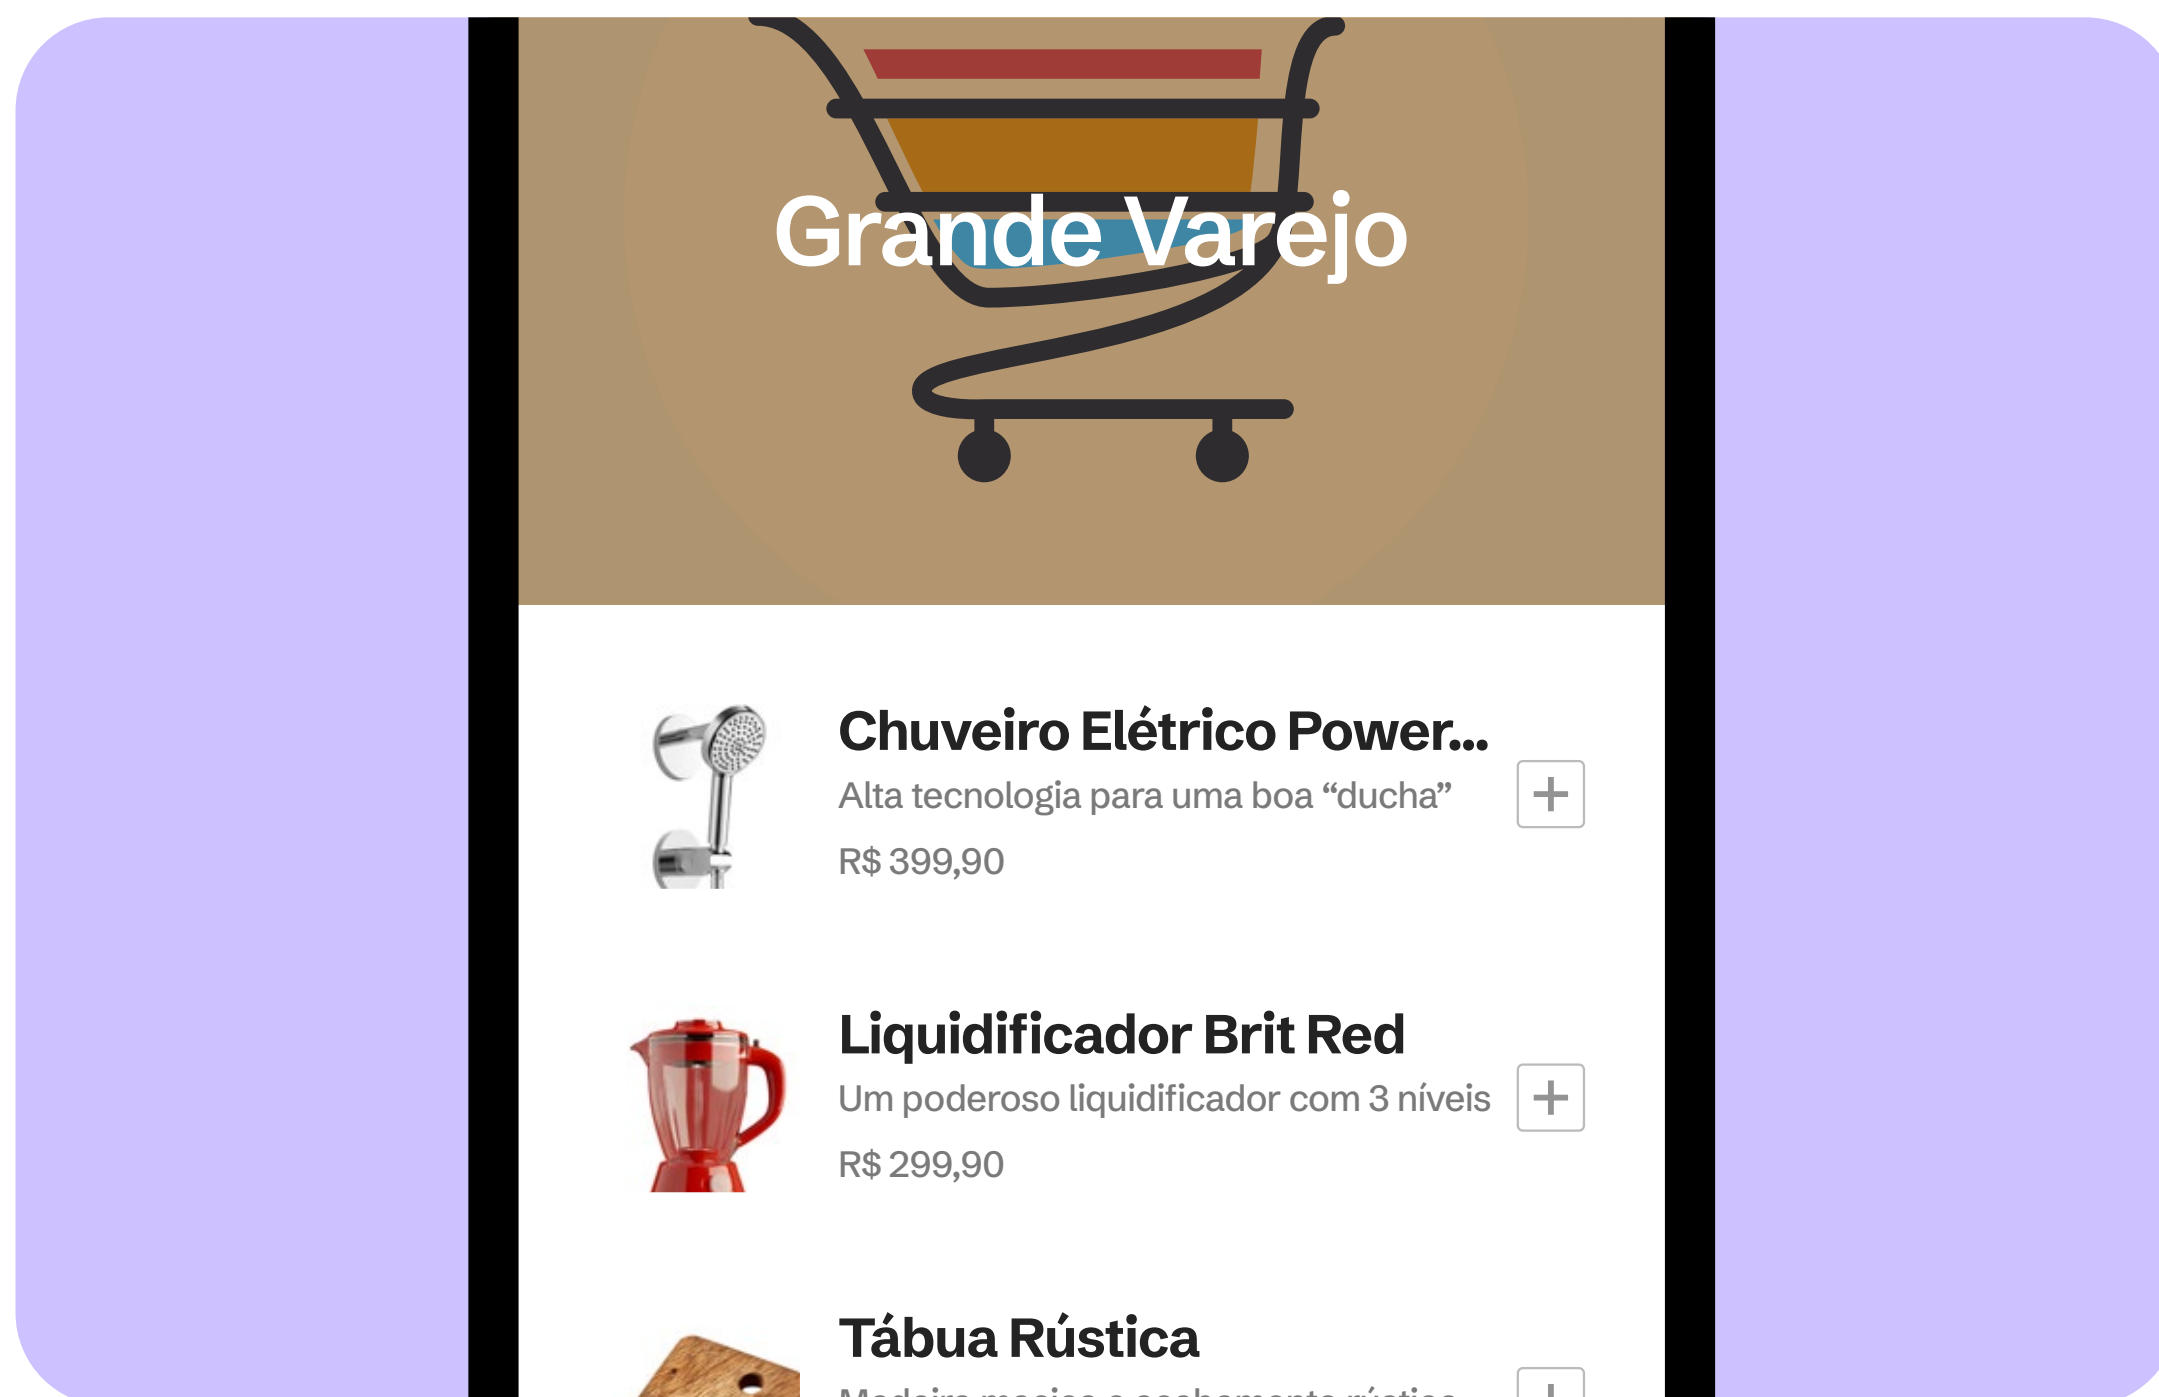 Grande Varejo
Chuveiro Elétrico Power...
Alta tecnologia para uma boa “ducha”
R$ 399,90
Liquidificador Brit Red
Um poderoso liquidificador com 3 níveis
R$ 299,90
Tábua Rústica